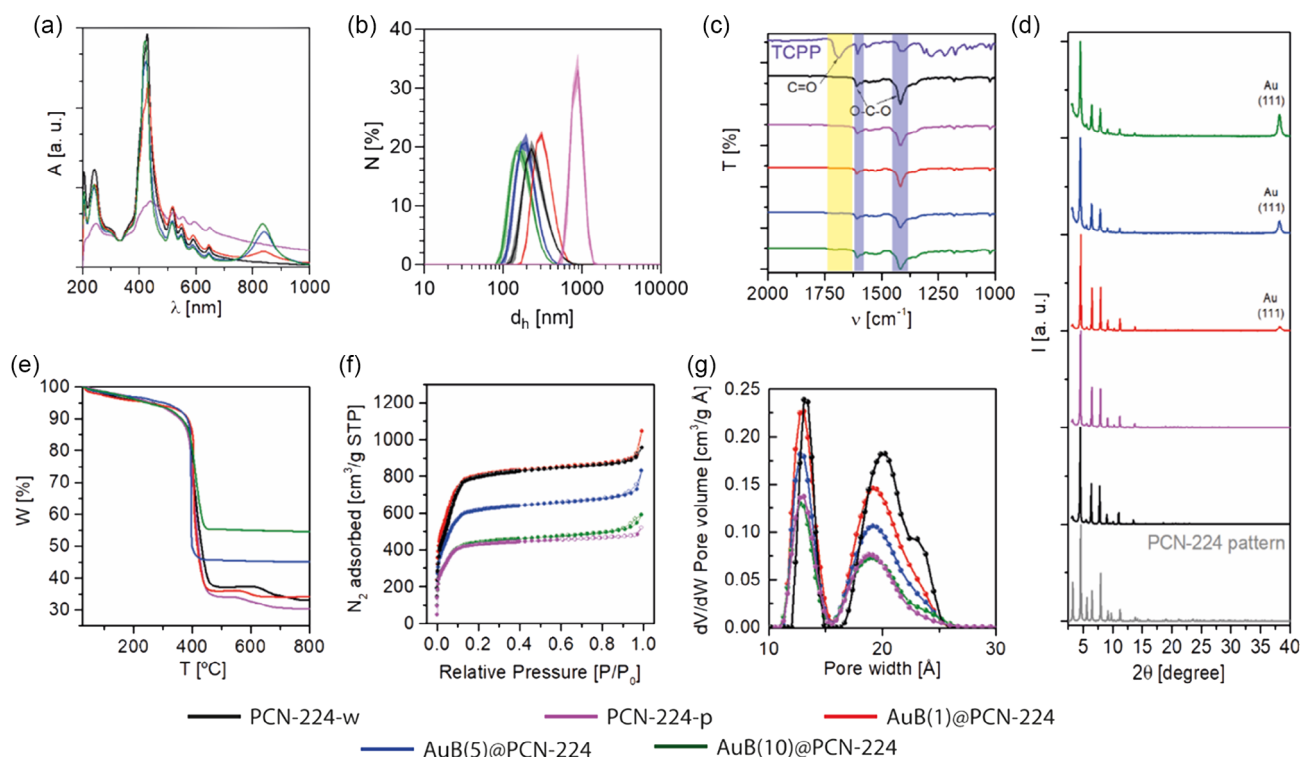 (a)
A [a. u.]
200 400 600 800 1000
λ [nm]
(b)
N [%]
40
30
20
10
0
10 100 1000 10000
d_h [nm]
(c)
TCPP
C=O
O-C-O
T [%]
2000 1750 1500 1250 1000
ν [cm⁻¹]
(d)
Au
(111)
Au
(111)
Au
(111)
PCN-224 pattern
I [a. u.]
5 10 15 20 25 30 35 40
2θ [degree]
(e)
W [%]
100
90
80
70
60
50
40
30
200 400 600 800
T [ºC]
(f)
N₂ adsorbed [cm³/g STP]
1200
1000
800
600
400
200
0
0.0 0.2 0.4 0.6 0.8 1.0
Relative Pressure [P/P₀]
(g)
dV/dW Pore volume [cm³/g Å]
0.25
0.20
0.15
0.10
0.05
0.00
10 15 20 25 30
Pore width [Å]
PCN-224-w PCN-224-p AuB(1)@PCN-224
AuB(5)@PCN-224 AuB(10)@PCN-224